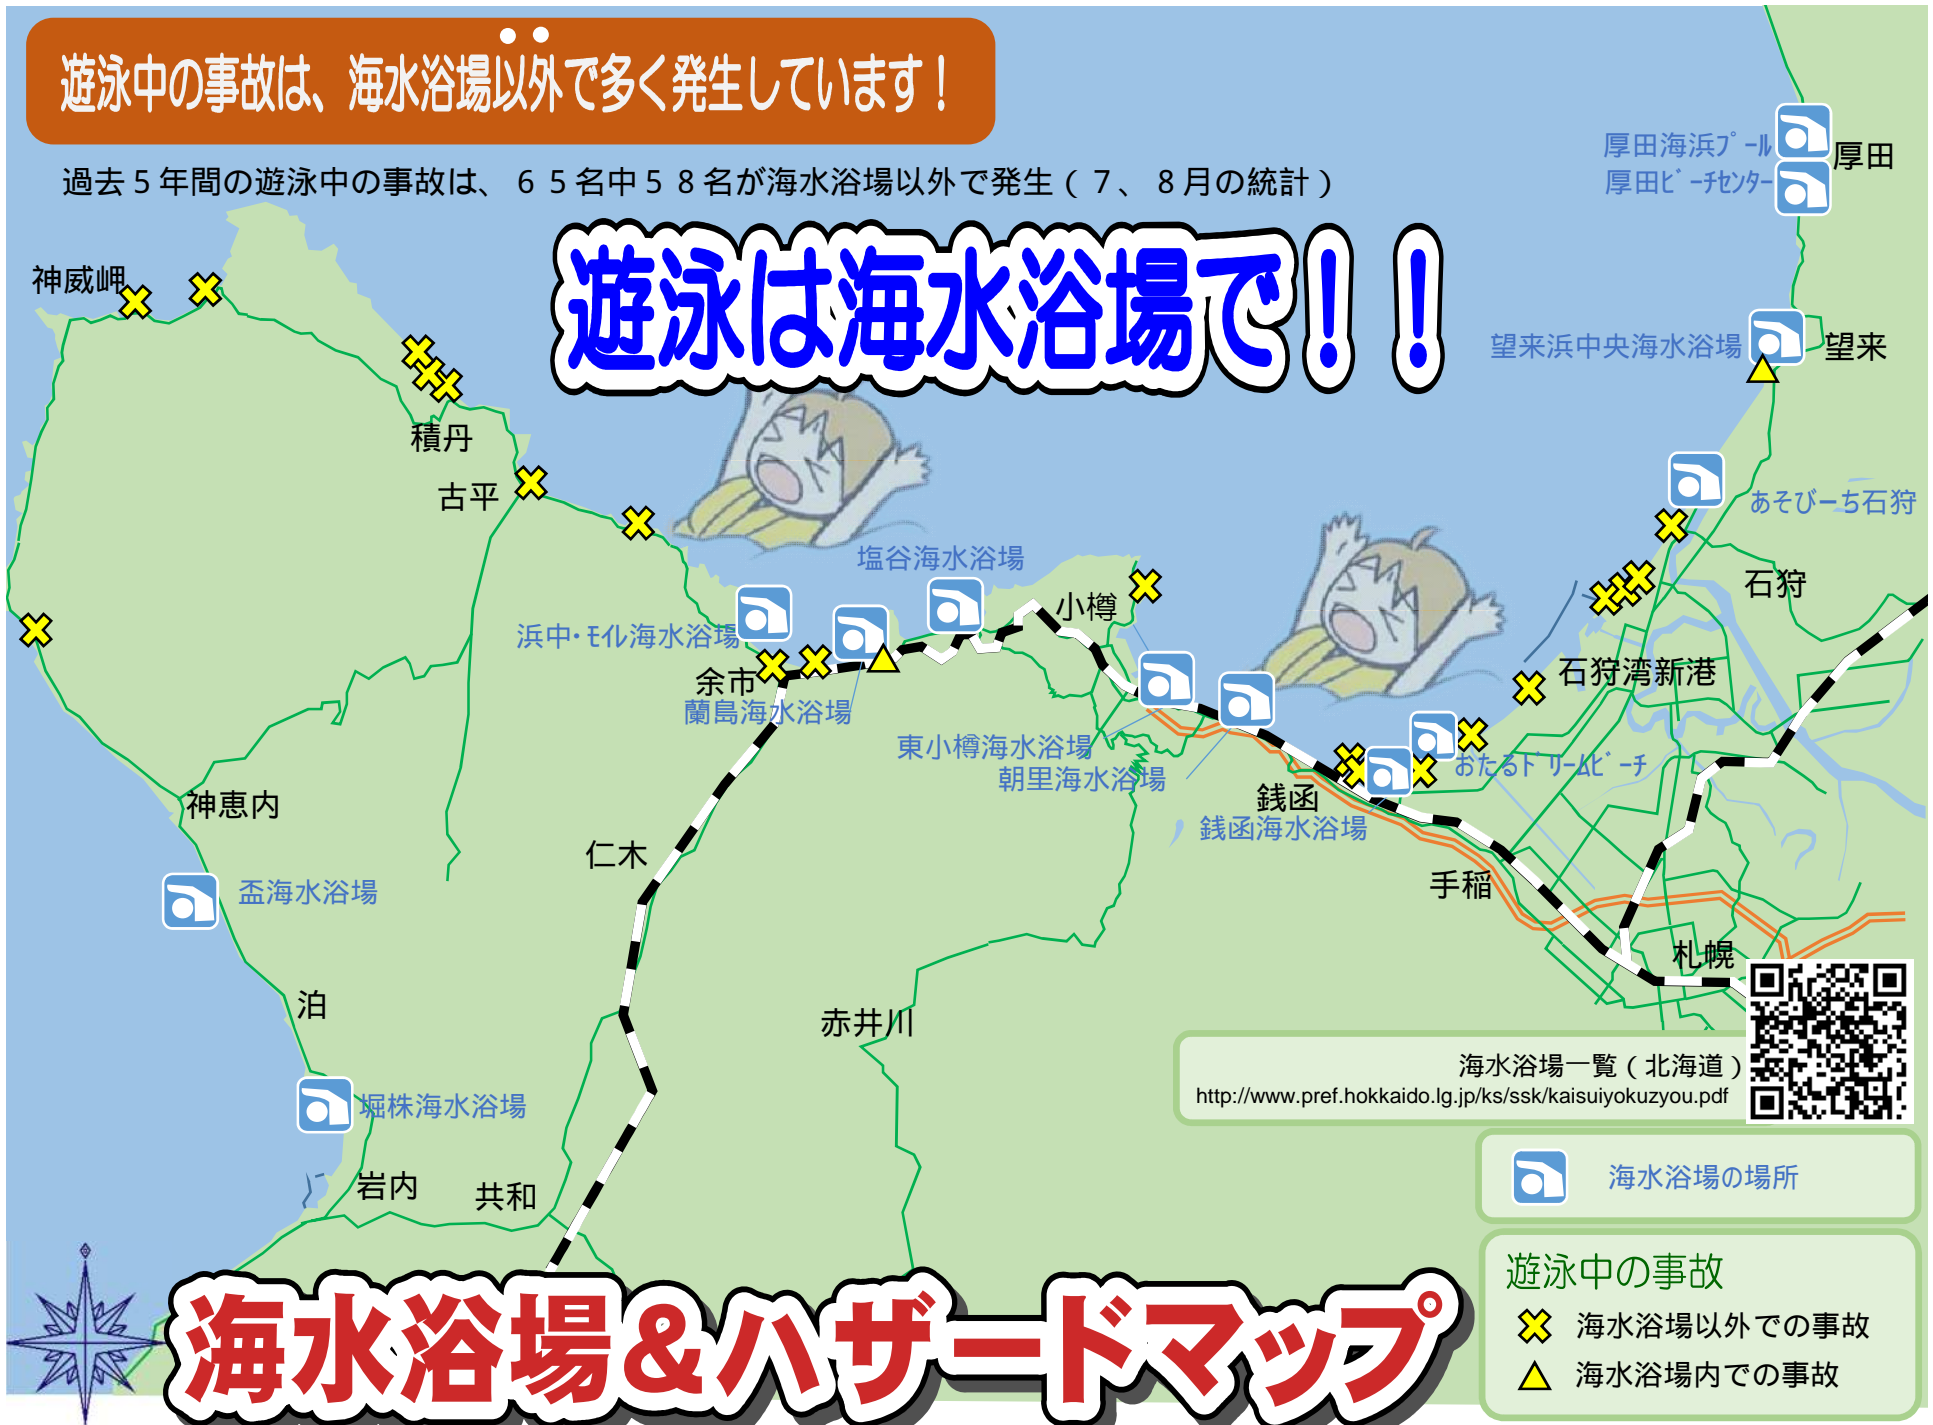 遊泳中の事故は、海水浴場以外で多く発生しています！
過去５年間の遊泳中の事故は、６５名中５８名が海水浴場以外で発生（７、８月の統計）
遊泳は海水浴場で！！
厚田海浜ﾌﾟｰﾙ
厚田ﾋﾞｰﾁｾﾝﾀｰ
厚田
神威岬
望来浜中央海水浴場
望来
積丹
古平
あそびーち石狩
塩谷海水浴場
小樽
石狩
浜中・ﾓｲﾚ海水浴場
余市
蘭島海水浴場
石狩湾新港
東小樽海水浴場
朝里海水浴場
おたるﾄﾞﾘｰﾑﾋﾞｰﾁ
銭函
銭函海水浴場
神恵内
仁木
手稲
盃海水浴場
札幌
泊
赤井川
海水浴場一覧（北海道）
http://www.pref.hokkaido.lg.jp/ks/ssk/kaisuiyokuzyou.pdf
堀株海水浴場
岩内
共和
海水浴場の場所
遊泳中の事故
海水浴場以外での事故
海水浴場内での事故
海水浴場&ハザードマップ